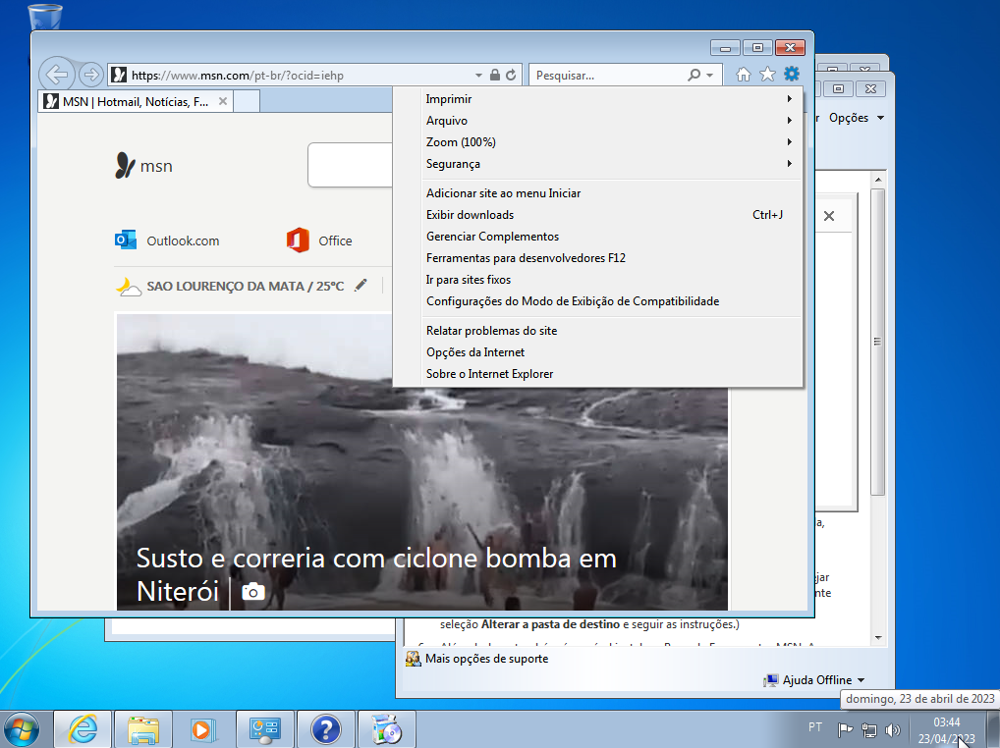 https://www.msn.com/pt-br/?ocid=iehp
Pesquisar...
MSN | Hotmail, Notícias, F...
Imprimir
Arquivo
Zoom (100%)
Segurança
Adicionar site ao menu Iniciar
Exibir downloads Ctrl+J
Gerenciar Complementos
Ferramentas para desenvolvedores F12
Ir para sites fixos
Configurações do Modo de Exibição de Compatibilidade
Relatar problemas do site
Opções da Internet
Sobre o Internet Explorer
r Opções
msn
Outlook.com
Office
SAO LOURENÇO DA MATA / 25°C
Susto e correria com ciclone bomba em
Niterói
a,
jar
nte
seleção Alterar a pasta de destino e seguir as instruções.)
Mais opções de suporte
Ajuda Offline
domingo, 23 de abril de 2023
PT
03:44
23/04/2023